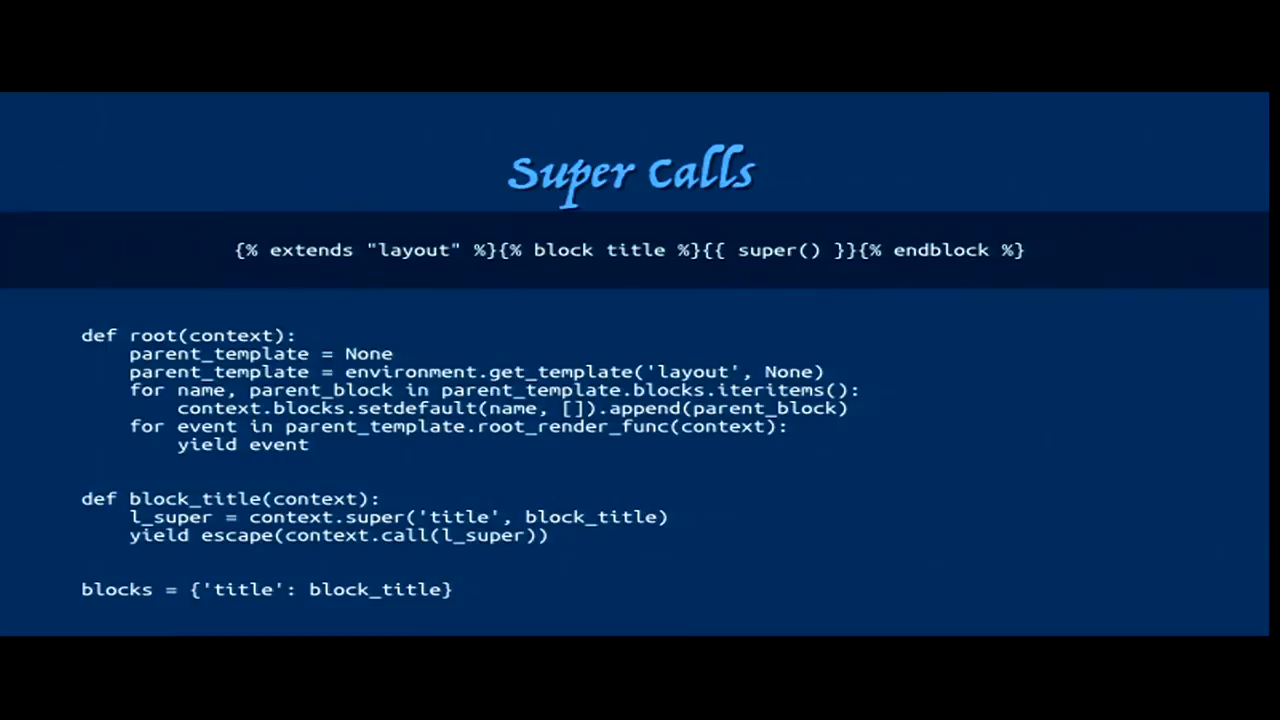 Super Calls
{% extends "layout" %}{% block title %}{{ super() }}{% endblock %}
def root(context):
    parent_template = None
    parent_template = environment.get_template('layout', None)
    for name, parent_block in parent_template.blocks.iteritems():
        context.blocks.setdefault(name, []).append(parent_block)
    for event in parent_template.root_render_func(context):
        yield event
def block_title(context):
    l_super = context.super('title', block_title)
    yield escape(context.call(l_super))
blocks = {'title': block_title}